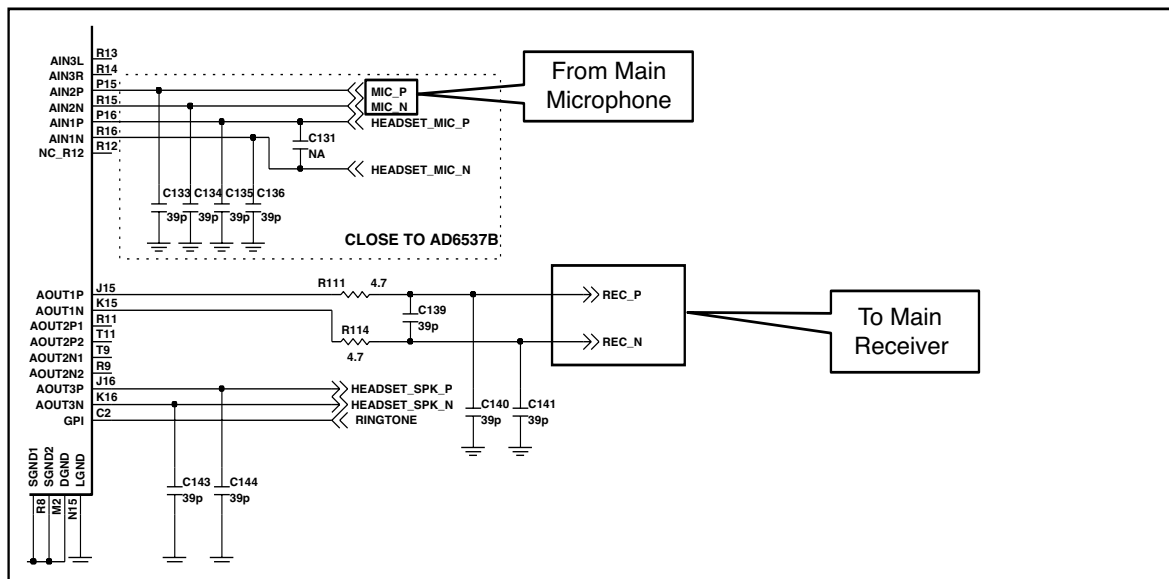 AIN3L R13
AIN3R R14
AIN2P P15
AIN2N R15
AIN1P P16
AIN1N R16
NC_R12 R12
MIC_P
MIC_N
HEADSET_MIC_P
C131
NA
HEADSET_MIC_N
From Main
Microphone
C133 C134 C135 C136
39p 39p 39p 39p
CLOSE TO AD6537B
AOUT1P J15
AOUT1N K15
AOUT2P1 R11
AOUT2P2 T11
AOUT2N1 T9
AOUT2N2 R9
AOUT3P J16
AOUT3N K16
GPI C2
R111 4.7
C139
39p
R114
4.7
REC_P
REC_N
To Main
Receiver
HEADSET_SPK_P
HEADSET_SPK_N
RINGTONE
C140 C141
39p 39p
C143 C144
39p 39p
SGND1
SGND2
DGND
LGND
R8
M2
N15